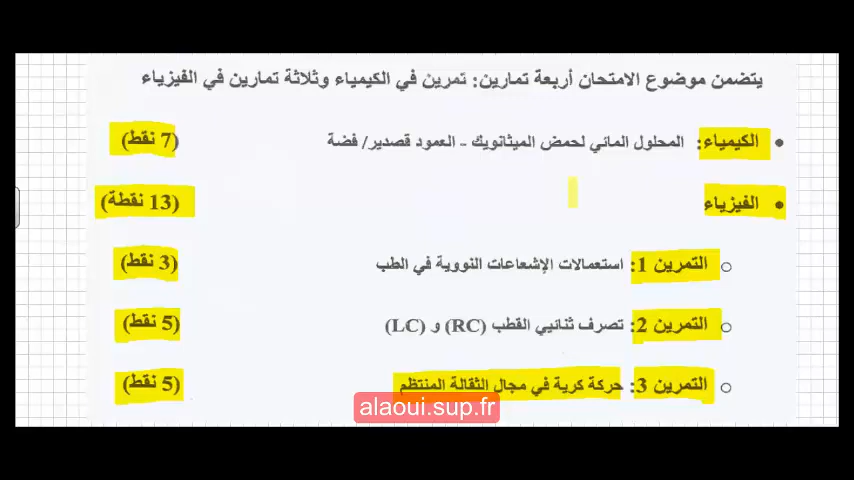 يتضمن موضوع الامتحان أربعة تمارين: تمرين في الكيمياء وثلاثة تمارين في الفيزياء
• الكيمياء: المحلول المائي لحمض الميثانويك - العمود قصدير/ فضة (7 نقط)
• الفيزياء (13 نقطة)
○ التمرين 1: استعمالات الإشعاعات النووية في الطب (3 نقط)
○ التمرين 2: تصرف ثنائيي القطب (RC) و (LC) (5 نقط)
○ التمرين 3: حركة كرية في مجال الثقالة المنتظم (5 نقط)
alaoui.sup.fr